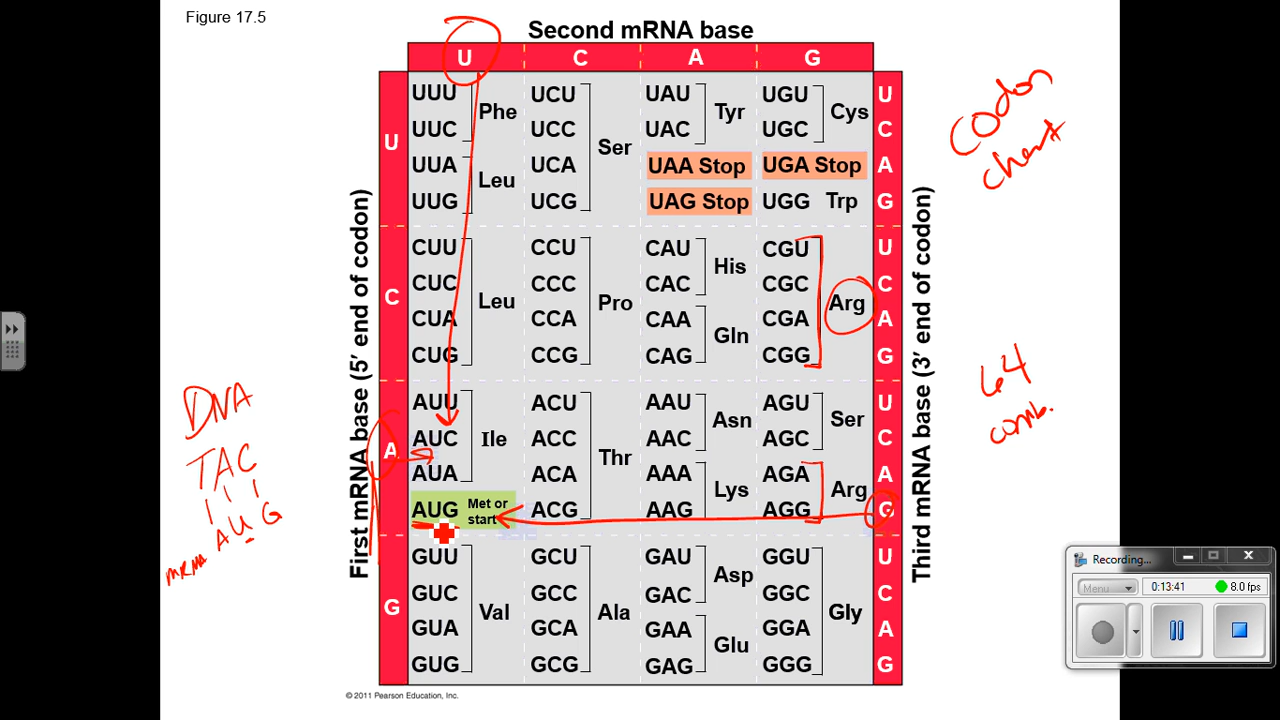 Figure 17.5
Second mRNA base
U C A G
First mRNA base (5′ end of codon)
Third mRNA base (3′ end of codon)
U
UUU
UUC
Phe
UUA
UUG
Leu
UCU
UCC
UCA
UCG
Ser
UAU
UAC
Tyr
UAA Stop
UAG Stop
UGU
UGC
Cys
UGA Stop
UGG Trp
U
C
A
G
C
CUU
CUC
CUA
CUG
Leu
CCU
CCC
CCA
CCG
Pro
CAU
CAC
His
CAA
CAG
Gln
CGU
CGC
CGA
CGG
Arg
U
C
A
G
A
AUU
AUC
AUA
Ile
AUG Met or
start
ACU
ACC
ACA
ACG
Thr
AAU
AAC
Asn
AAA
AAG
Lys
AGU
AGC
Ser
AGA
AGG
Arg
U
C
A
G
G
GUU
GUC
GUA
GUG
Val
GCU
GCC
GCA
GCG
Ala
GAU
GAC
Asp
GAA
GAG
Glu
GGU
GGC
GGA
GGG
Gly
U
C
A
G
© 2011 Pearson Education, Inc.
DNA
TAC
AUG
mRNA
Codon
chart
64
comb.
Recording...
Menu
0:13:41
8.0 fps